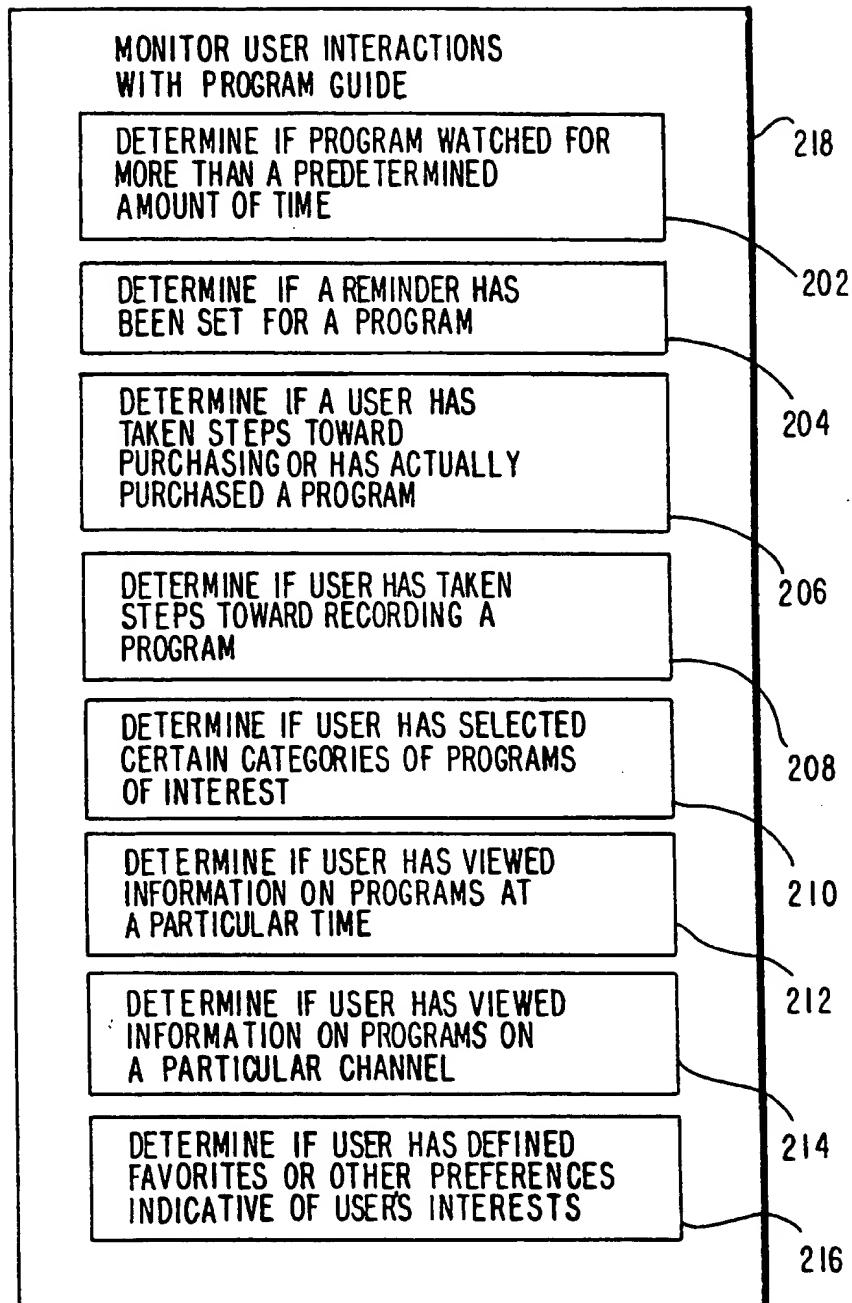 MONITOR USER INTERACTIONS
WITH PROGRAM GUIDE
DETERMINE IF PROGRAM WATCHED FOR
MORE THAN A PREDETERMINED
AMOUNT OF TIME
218
202
DETERMINE IF A REMINDER HAS
BEEN SET FOR A PROGRAM
204
DETERMINE IF A USER HAS
TAKEN STEPS TOWARD
PURCHASING OR HAS ACTUALLY
PURCHASED A PROGRAM
206
DETERMINE IF USER HAS TAKEN
STEPS TOWARD RECORDING A
PROGRAM
208
DETERMINE IF USER HAS SELECTED
CERTAIN CATEGORIES OF PROGRAMS
OF INTEREST
210
DETERMINE IF USER HAS VIEWED
INFORMATION ON PROGRAMS AT
A PARTICULAR TIME
212
DETERMINE IF USER HAS VIEWED
INFORMATION ON PROGRAMS ON
A PARTICULAR CHANNEL
214
DETERMINE IF USER HAS DEFINED
FAVORITES OR OTHER PREFERENCES
INDICATIVE OF USER'S INTERESTS
216